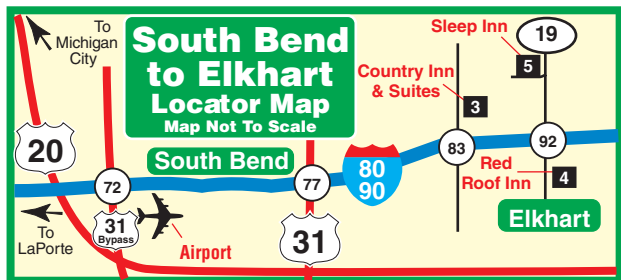 To
Michigan
City
South Bend
to Elkhart
Locator Map
Map Not To Scale
Sleep Inn
19
5
Country Inn
& Suites
3
20
South Bend
80
90
83
92
72
77
Red
Roof Inn
4
31
Bypass
Airport
31
To
LaPorte
Elkhart